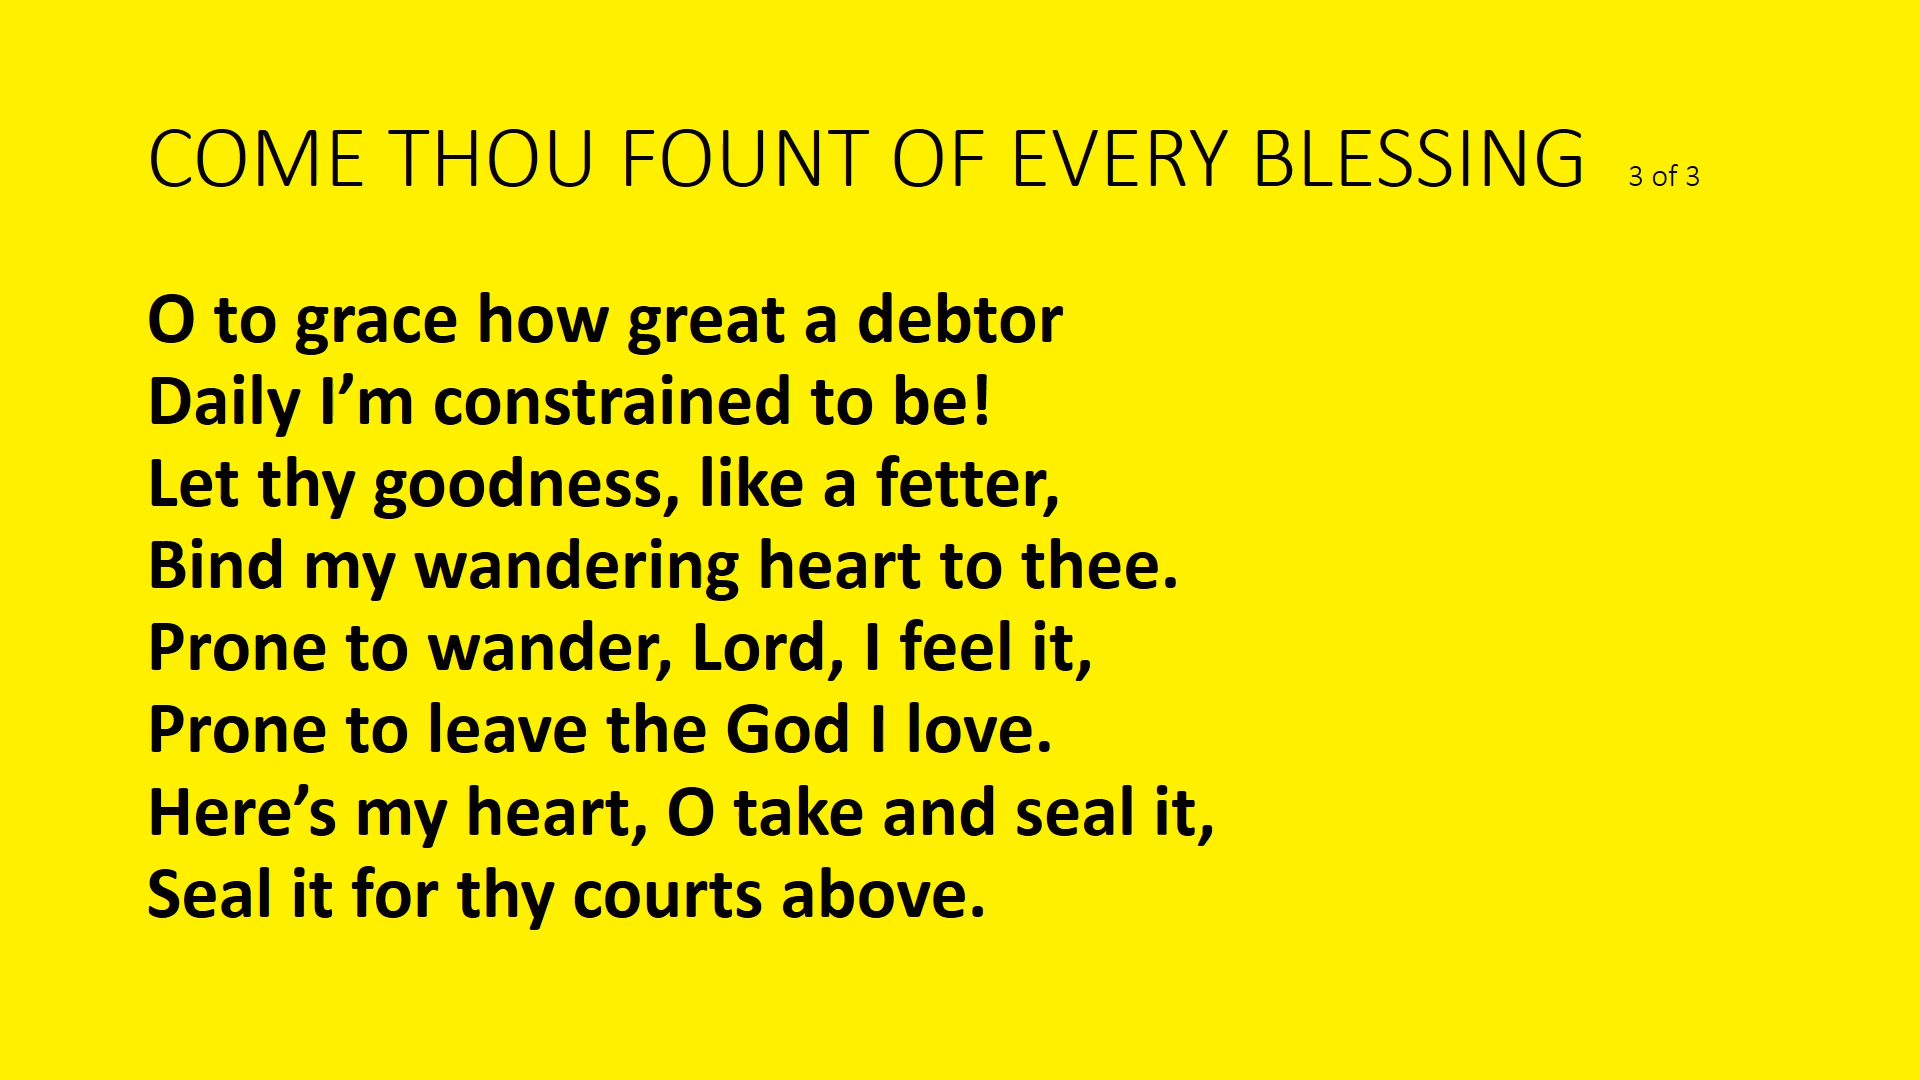 COME THOU FOUNT OF EVERY BLESSING 3 of 3
O to grace how great a debtor
Daily I’m constrained to be!
Let thy goodness, like a fetter,
Bind my wandering heart to thee.
Prone to wander, Lord, I feel it,
Prone to leave the God I love.
Here’s my heart, O take and seal it,
Seal it for thy courts above.